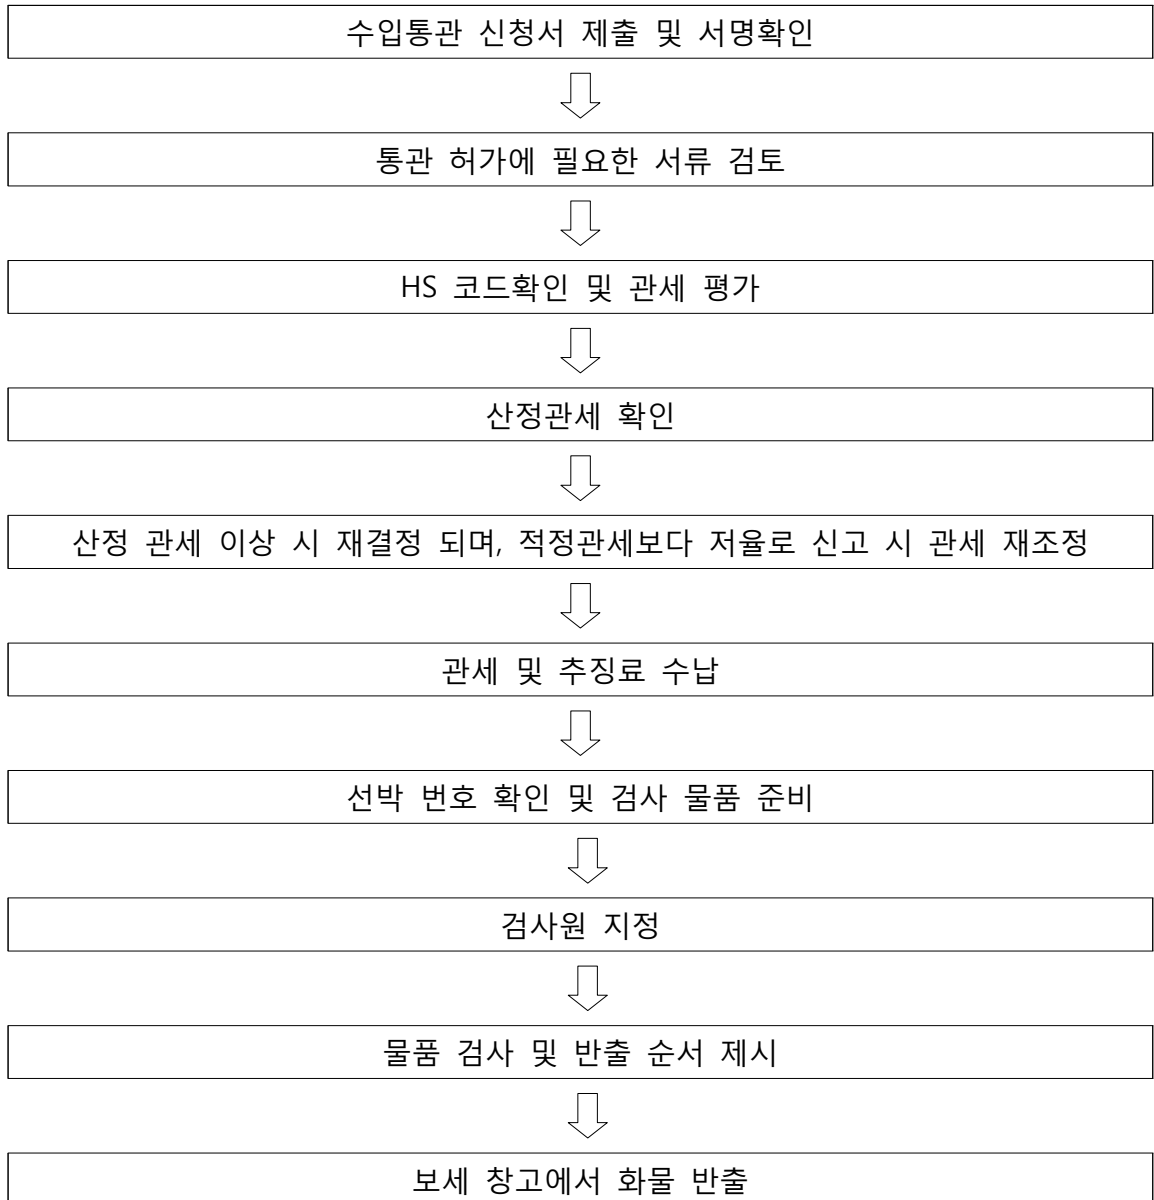 수입통관 신청서 제출 및 서명확인
통관 허가에 필요한 서류 검토
HS 코드확인 및 관세 평가
산정관세 확인
산정 관세 이상 시 재결정 되며, 적정관세보다 저율로 신고 시 관세 재조정
관세 및 추징료 수납
선박 번호 확인 및 검사 물품 준비
검사원 지정
물품 검사 및 반출 순서 제시
보세 창고에서 화물 반출